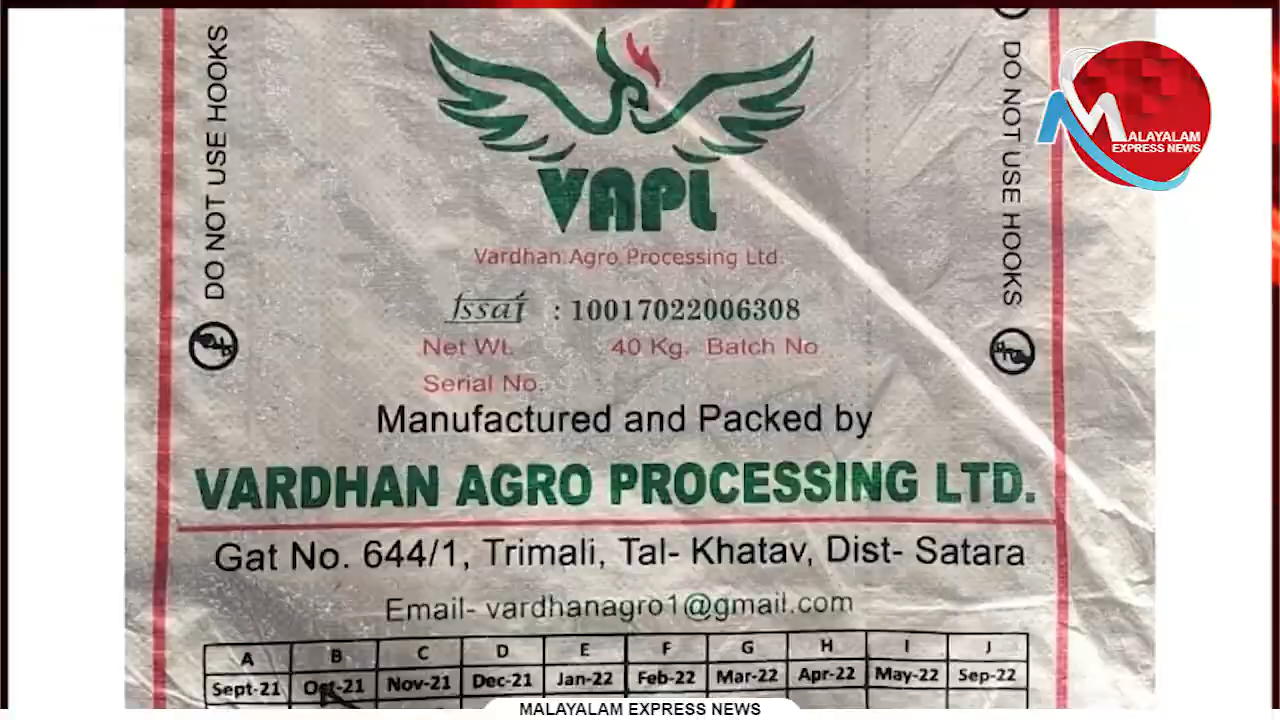 DO NOT USE HOOKS
DO NOT USE HOOKS
MALAYALAM
EXPRESS NEWS
VAPL
Vardhan Agro Processing Ltd.
fssai : 10017022006308
Net Wt. 40 Kg. Batch No
Serial No.
Manufactured and Packed by
VARDHAN AGRO PROCESSING LTD.
Gat No. 644/1, Trimali, Tal- Khatav, Dist- Satara
Email- vardhanagro1@gmail.com
A B C D E F G H I J
Sept-21 Oct-21 Nov-21 Dec-21 Jan-22 Feb-22 Mar-22 Apr-22 May-22 Sep-22
MALAYALAM EXPRESS NEWS